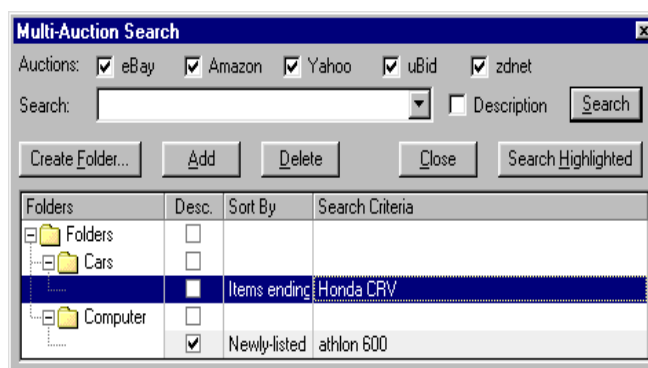 Multi-Auction Search
Auctions: eBay Amazon Yahoo uBid zdnet
Search: Description Search
Create Folder... Add Delete Close Search Highlighted
Folders Desc. Sort By Search Criteria
Folders
Cars
Items ending Honda CRV
Computer
Newly-listed athlon 600